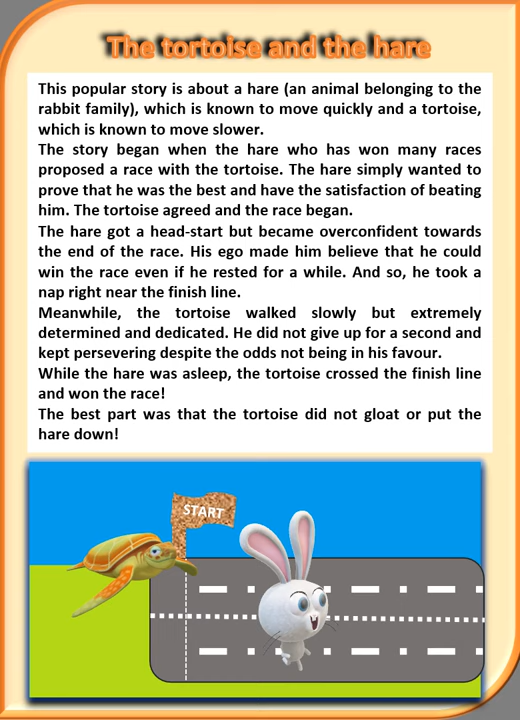 The tortoise and the hare
This popular story is about a hare (an animal belonging to the
rabbit family), which is known to move quickly and a tortoise,
which is known to move slower.
The story began when the hare who has won many races
proposed a race with the tortoise. The hare simply wanted to
prove that he was the best and have the satisfaction of beating
him. The tortoise agreed and the race began.
The hare got a head-start but became overconfident towards
the end of the race. His ego made him believe that he could
win the race even if he rested for a while. And so, he took a
nap right near the finish line.
Meanwhile, the tortoise walked slowly but extremely
determined and dedicated. He did not give up for a second and
kept persevering despite the odds not being in his favour.
While the hare was asleep, the tortoise crossed the finish line
and won the race!
The best part was that the tortoise did not gloat or put the
hare down!
START